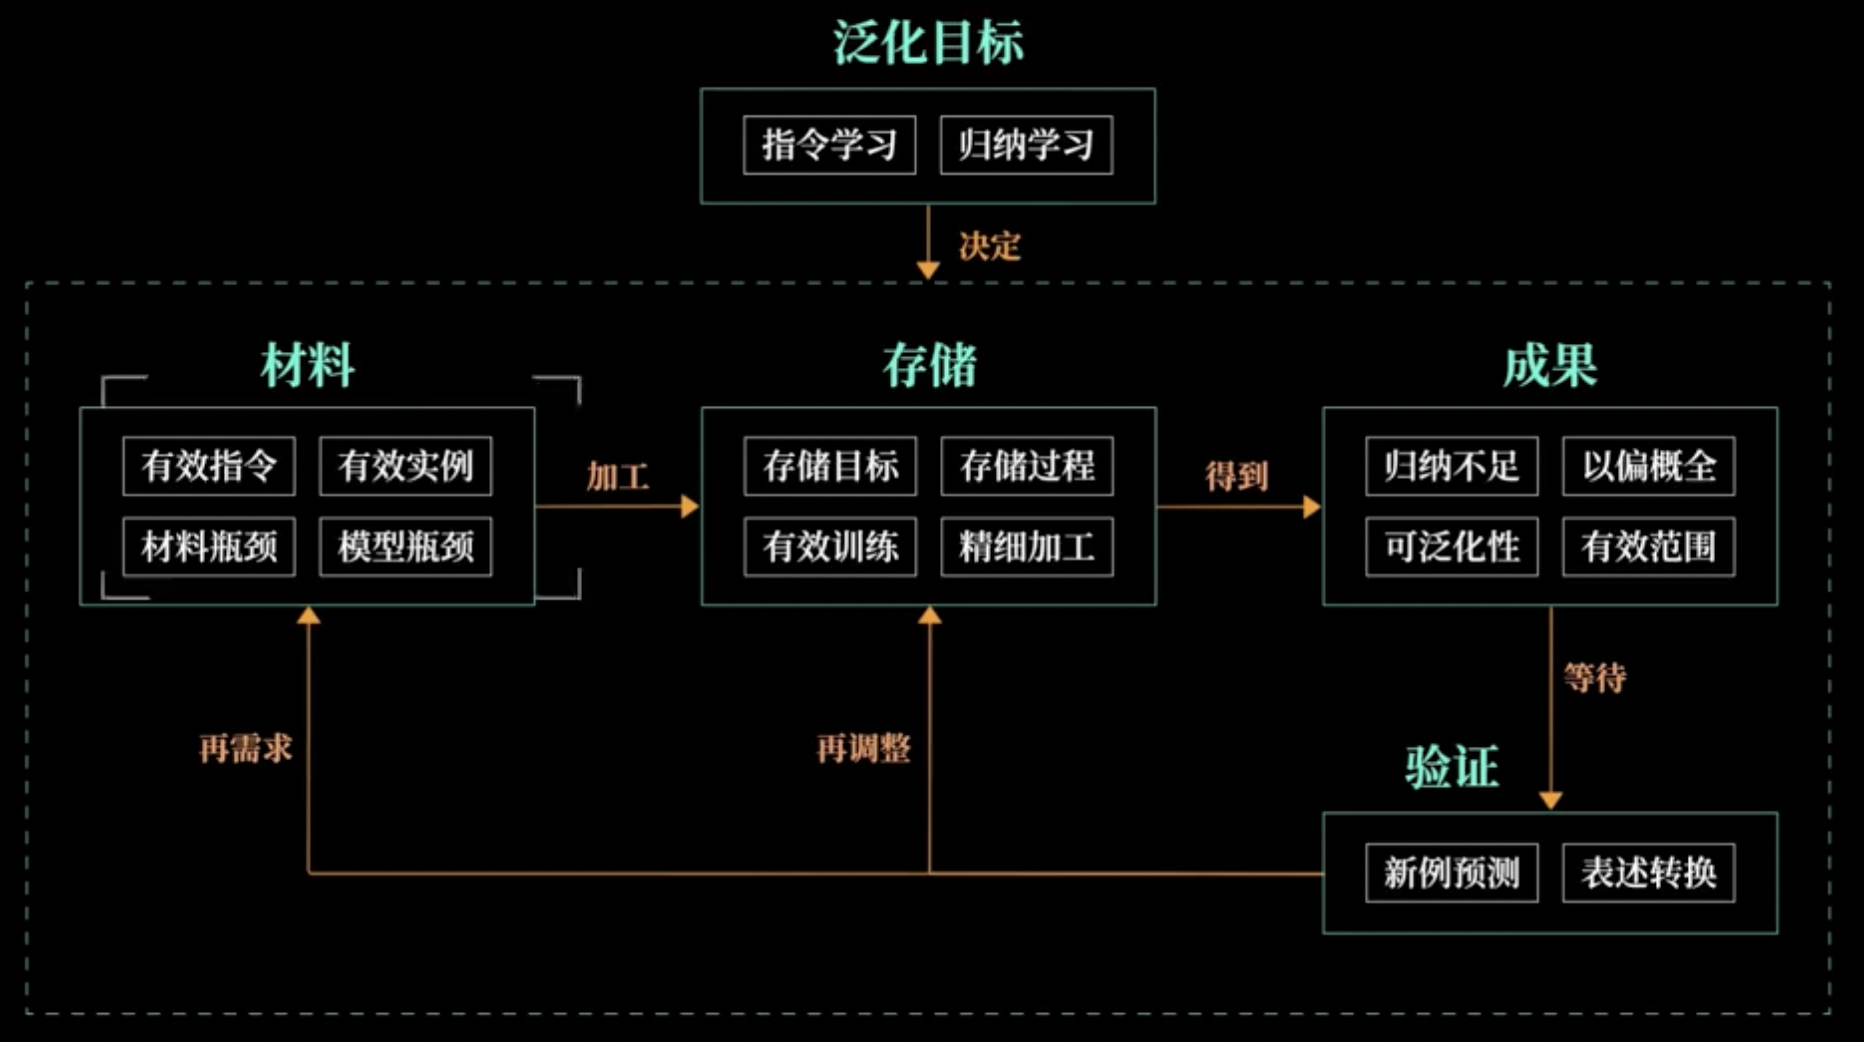 泛化目标
指令学习 归纳学习
决定
材料 存储 成果
有效指令 有效实例
材料瓶颈 模型瓶颈
加工
存储目标 存储过程
有效训练 精细加工
得到
归纳不足 以偏概全
可泛化性 有效范围
等待
再需求 再调整
验证
新例预测 表述转换